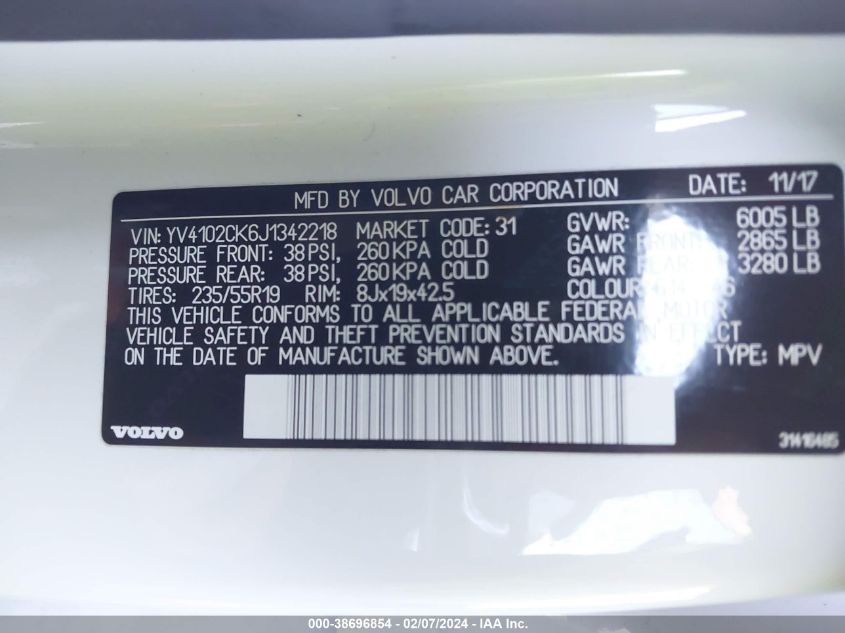 MFD BY VOLVO CAR CORPORATION DATE: 11/17
VIN: YV4102CK6J1342218 MARKET CODE: 31 GVWR: 6005 LB
PRESSURE FRONT: 38 PSI, 260 KPA COLD GAWR FRONT: 2865 LB
PRESSURE REAR: 38 PSI, 260 KPA COLD GAWR REAR: 3280 LB
TIRES: 235/55R19 RIM: 8Jx19x42.5 COLOUR:
THIS VEHICLE CONFORMS TO ALL APPLICABLE FEDERAL MOTOR
VEHICLE SAFETY AND THEFT PREVENTION STANDARDS IN EFFECT
ON THE DATE OF MANUFACTURE SHOWN ABOVE. TYPE: MPV
VOLVO 31416485
000-38696854 - 02/07/2024 - IAA Inc.